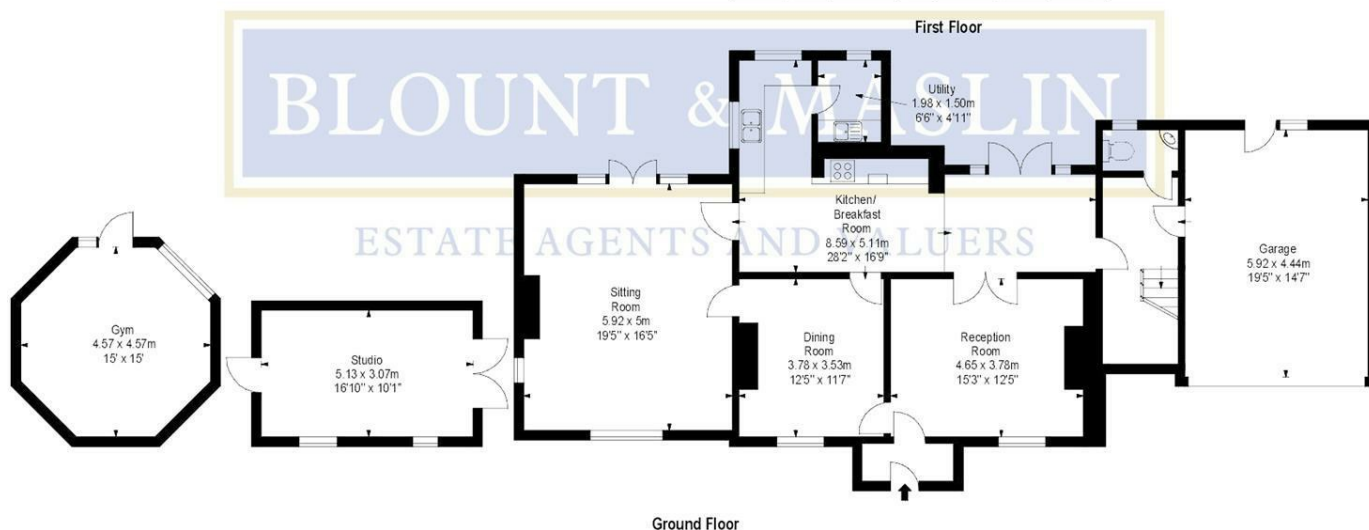 First Floor
BLOUNT & MASLIN
ESTATE AGENTS AND VALUERS
Utility
1.98 x 1.50m
6'6" x 4'11"
Kitchen/
Breakfast
Room
8.59 x 5.11m
28'2" x 16'9"
Garage
5.92 x 4.44m
19'5" x 14'7"
Gym
4.57 x 4.57m
15' x 15'
Studio
5.13 x 3.07m
16'10" x 10'1"
Sitting
Room
5.92 x 5m
19'5" x 16'5"
Dining
Room
3.78 x 3.53m
12'5" x 11'7"
Reception
Room
4.65 x 3.78m
15'3" x 12'5"
Ground Floor